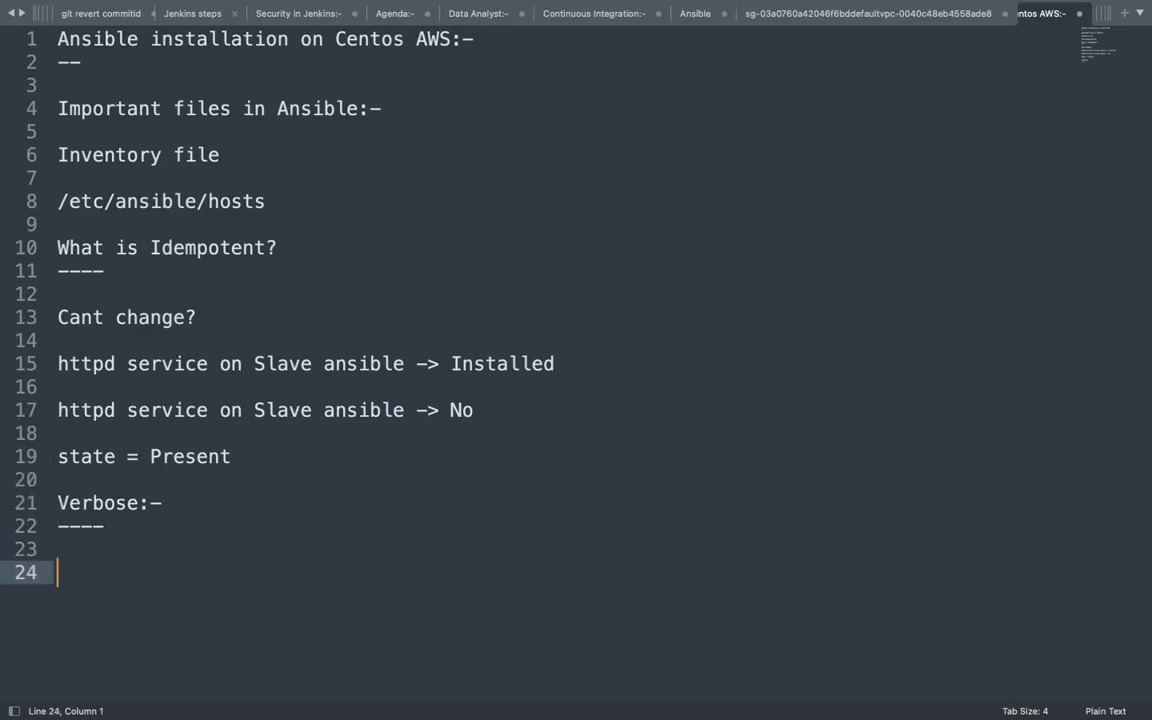 git revert commitid
Jenkins steps
Security in Jenkins:-
Agenda:-
Data Analyst:-
Continuous Integration:-
Ansible
sg-03a0760a42046f6bddefaultvpc-0040c48eb4558ade8
entos AWS:-
1 Ansible installation on Centos AWS:-
2 --
3
4 Important files in Ansible:-
5
6 Inventory file
7
8 /etc/ansible/hosts
9
10 What is Idempotent?
11 ----
12
13 Cant change?
14
15 httpd service on Slave ansible -> Installed
16
17 httpd service on Slave ansible -> No
18
19 state = Present
20
21 Verbose:-
22 ----
23
24
Line 24, Column 1
Tab Size: 4
Plain Text